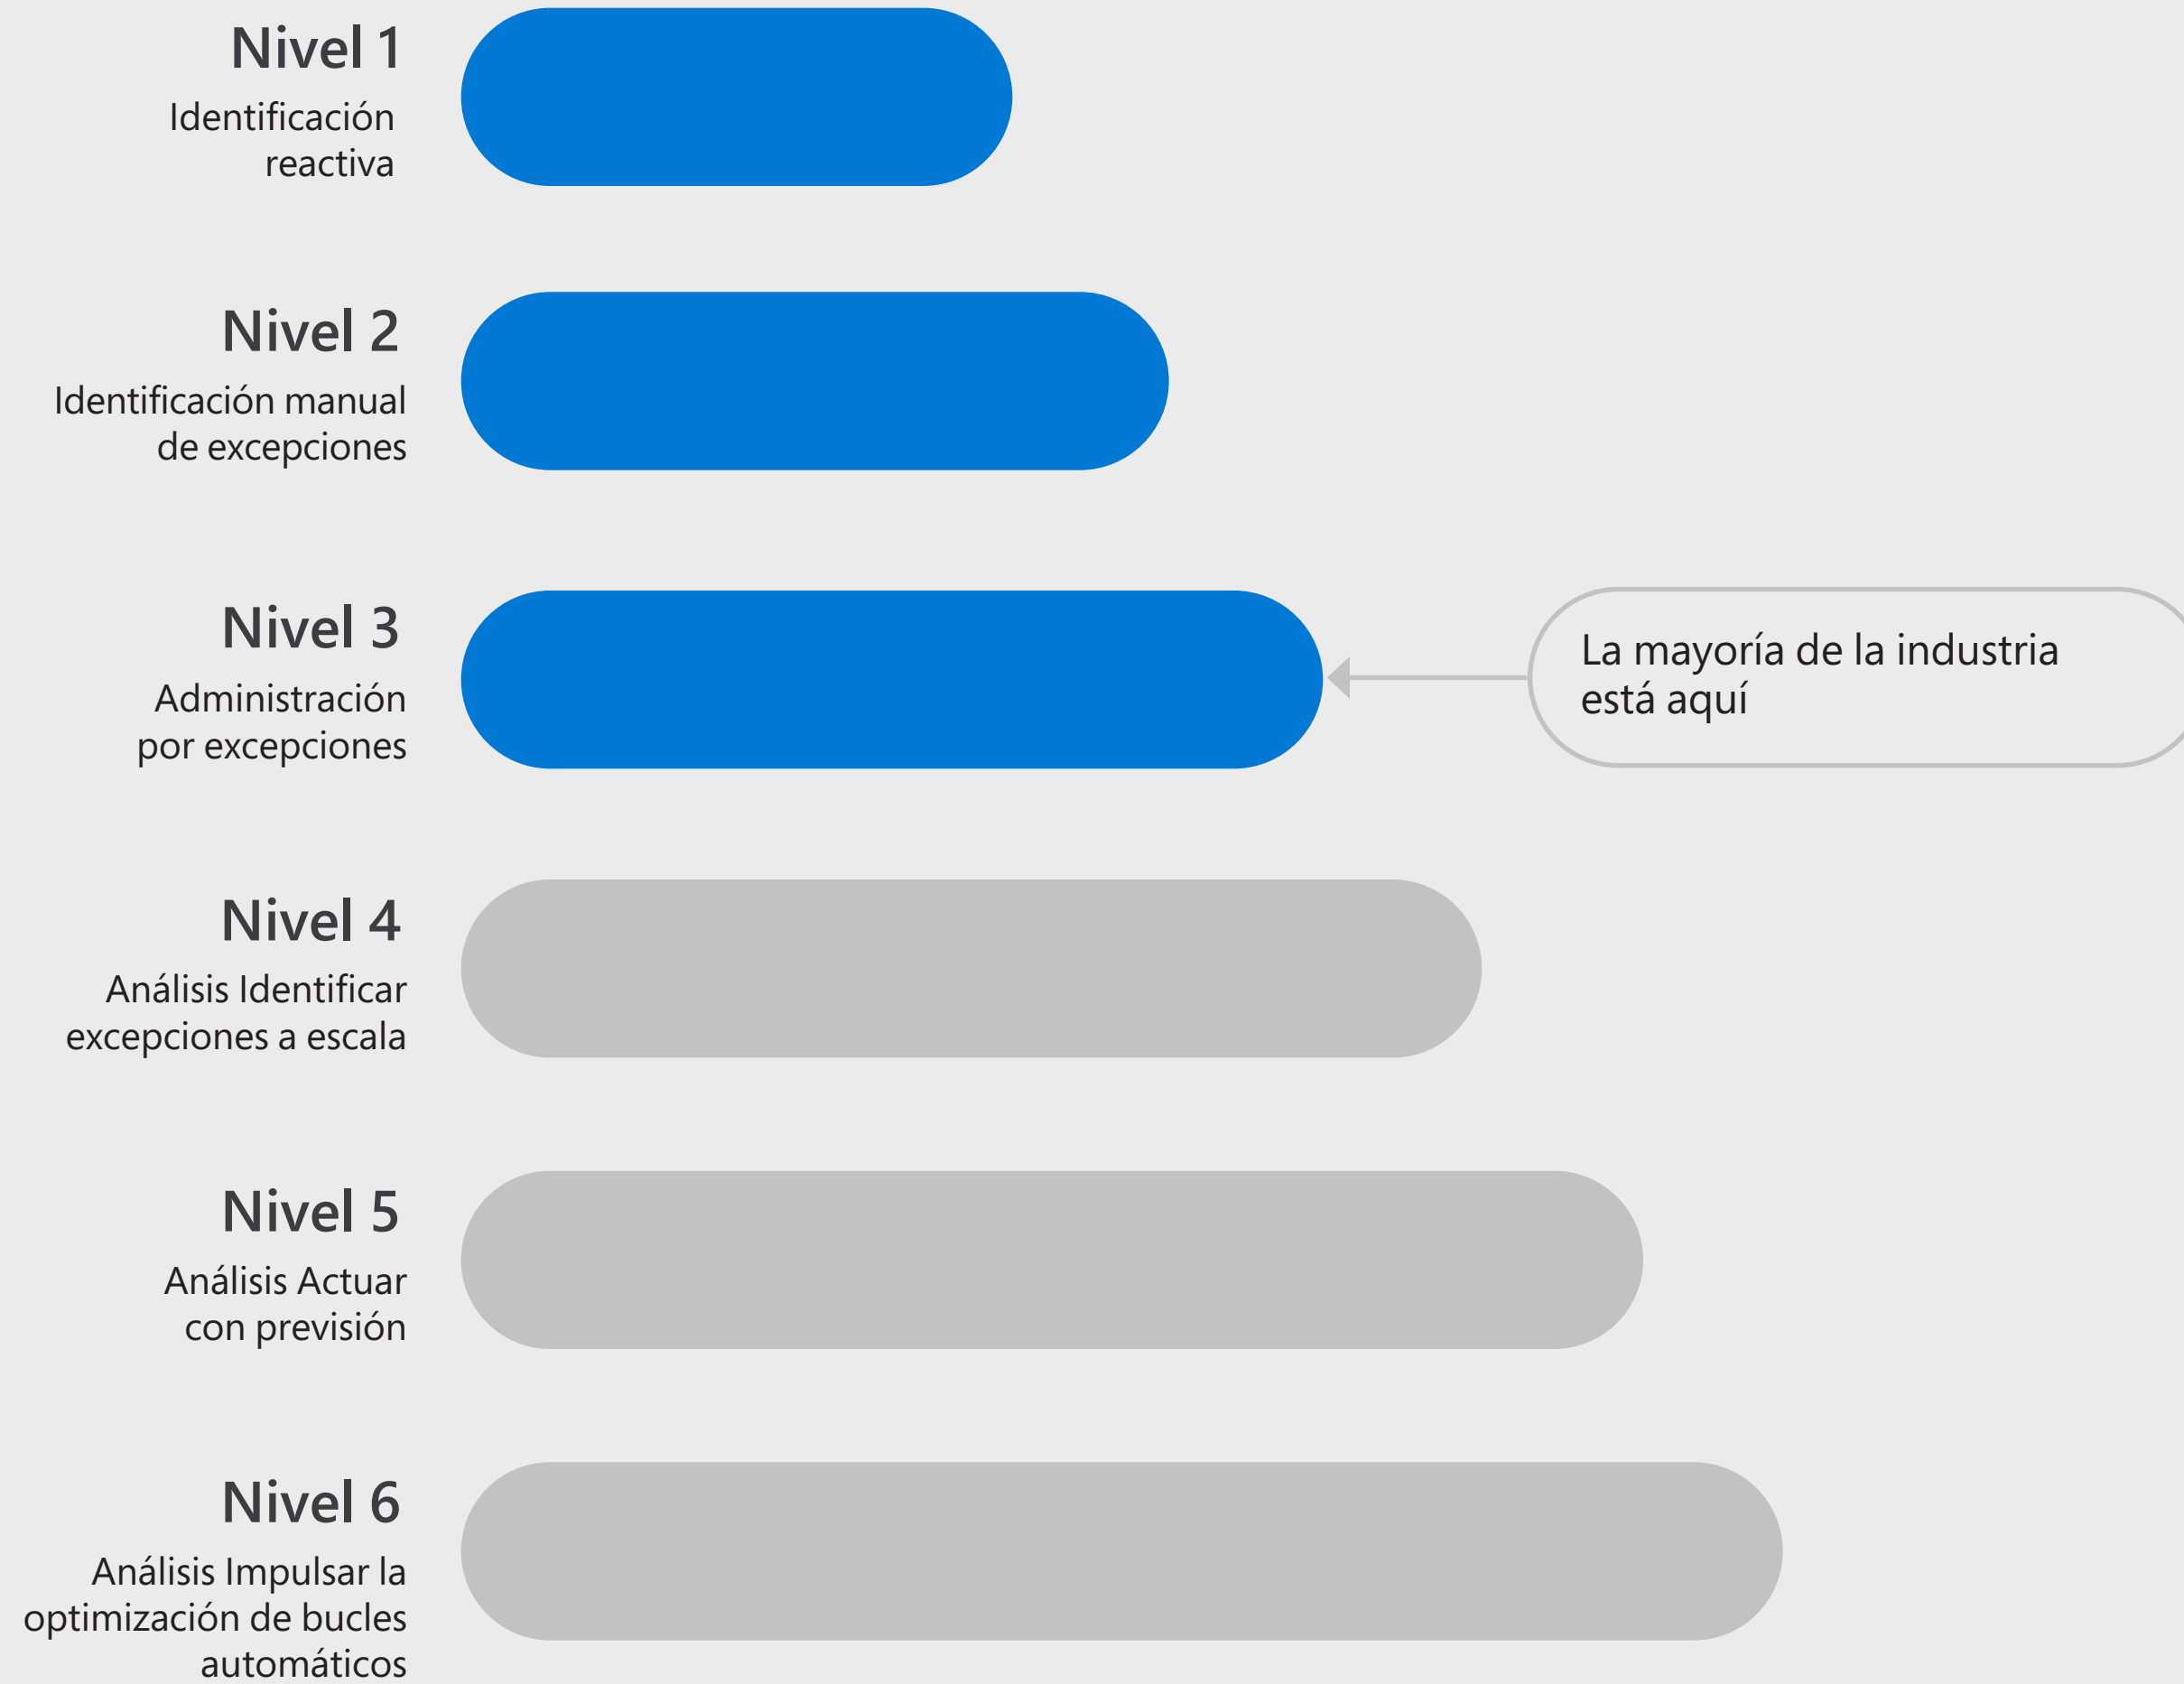 Nivel 1
Identificación
reactiva
Nivel 2
Identificación manual
de excepciones
Nivel 3
Administración
por excepciones
La mayoría de la industria
está aquí
Nivel 4
Análisis Identificar
excepciones a escala
Nivel 5
Análisis Actuar
con previsión
Nivel 6
Análisis Impulsar la
optimización de bucles
automáticos